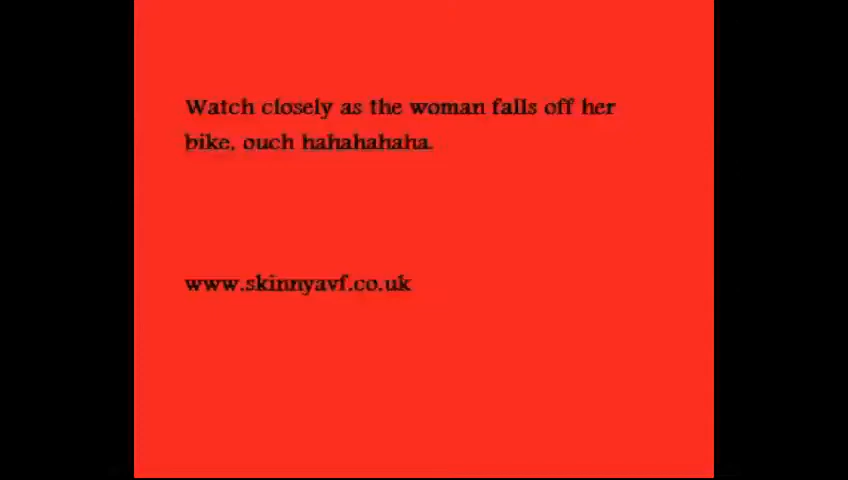 Watch closely as the woman falls off her
bike, ouch hahahahaha.
www.skinnyavf.co.uk